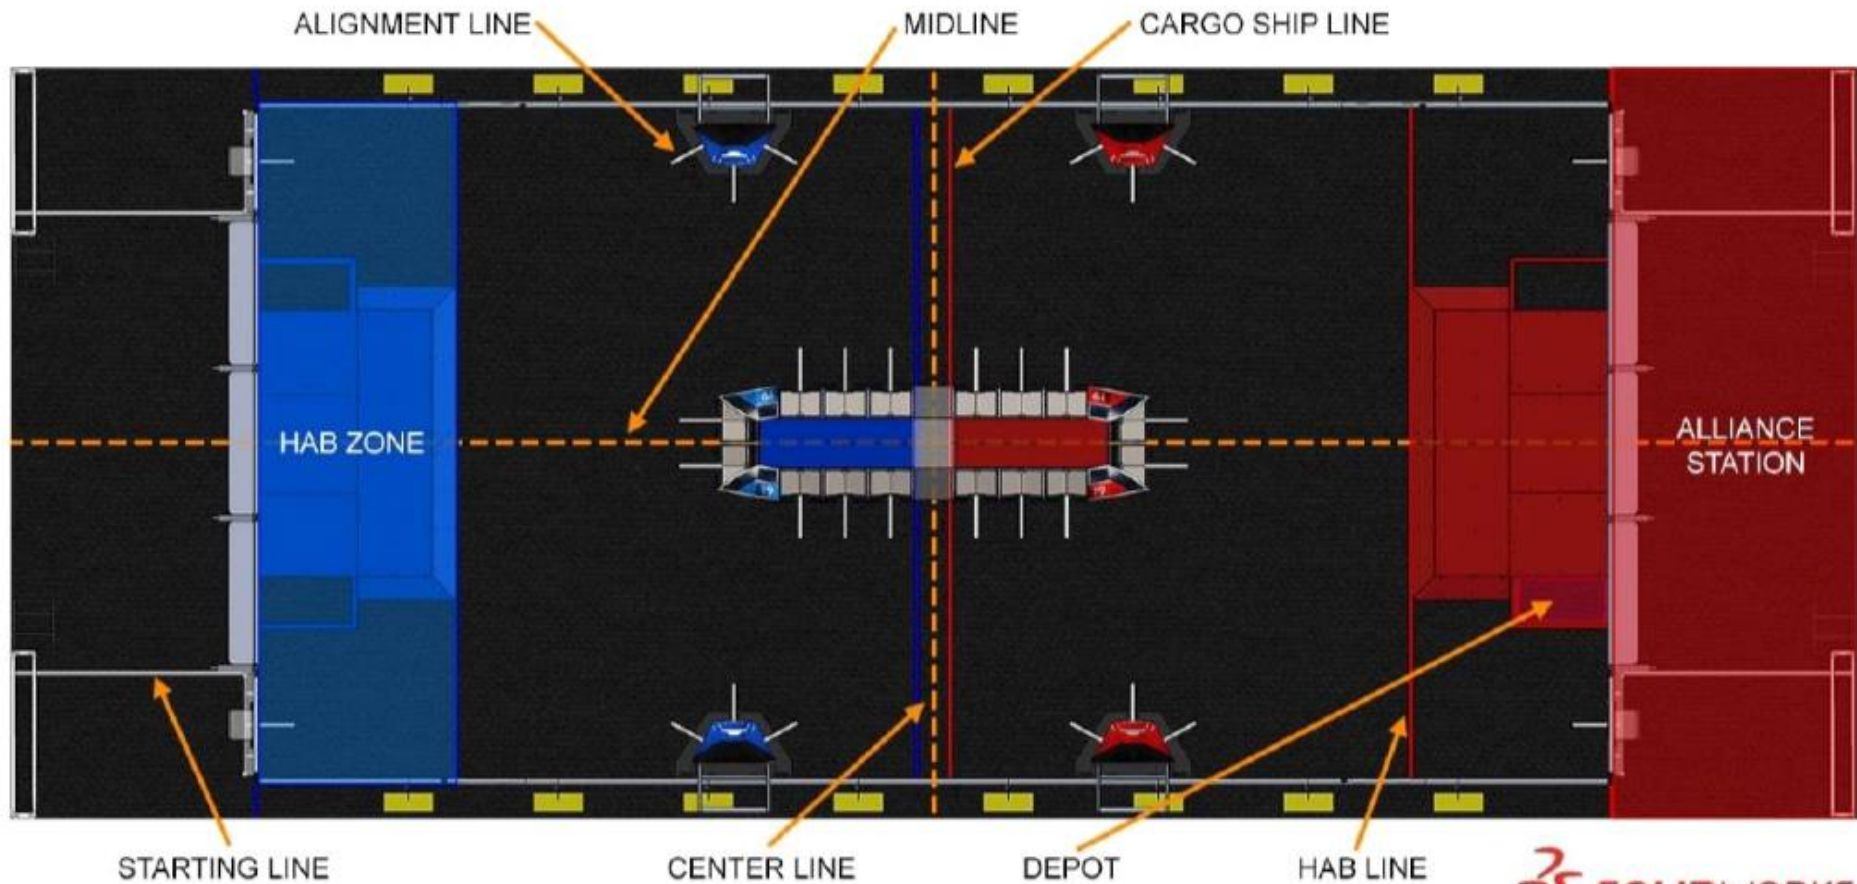 ALIGNMENT LINE
MIDLINE
CARGO SHIP LINE
HAB ZONE
ALLIANCE
STATION
STARTING LINE
CENTER LINE
DEPOT
HAB LINE